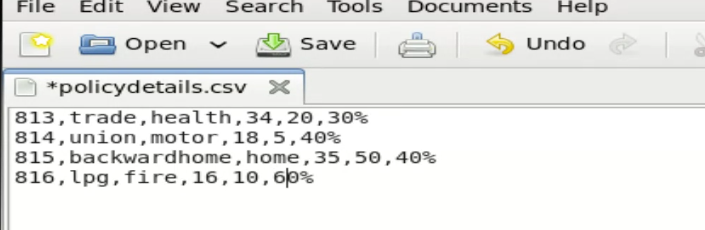 File Edit View Search Tools Documents Help
Open Save Undo
*policydetails.csv
813,trade,health,34,20,30%
814,union,motor,18,5,40%
815,backwardhome,home,35,50,40%
816,lpg,fire,16,10,60%